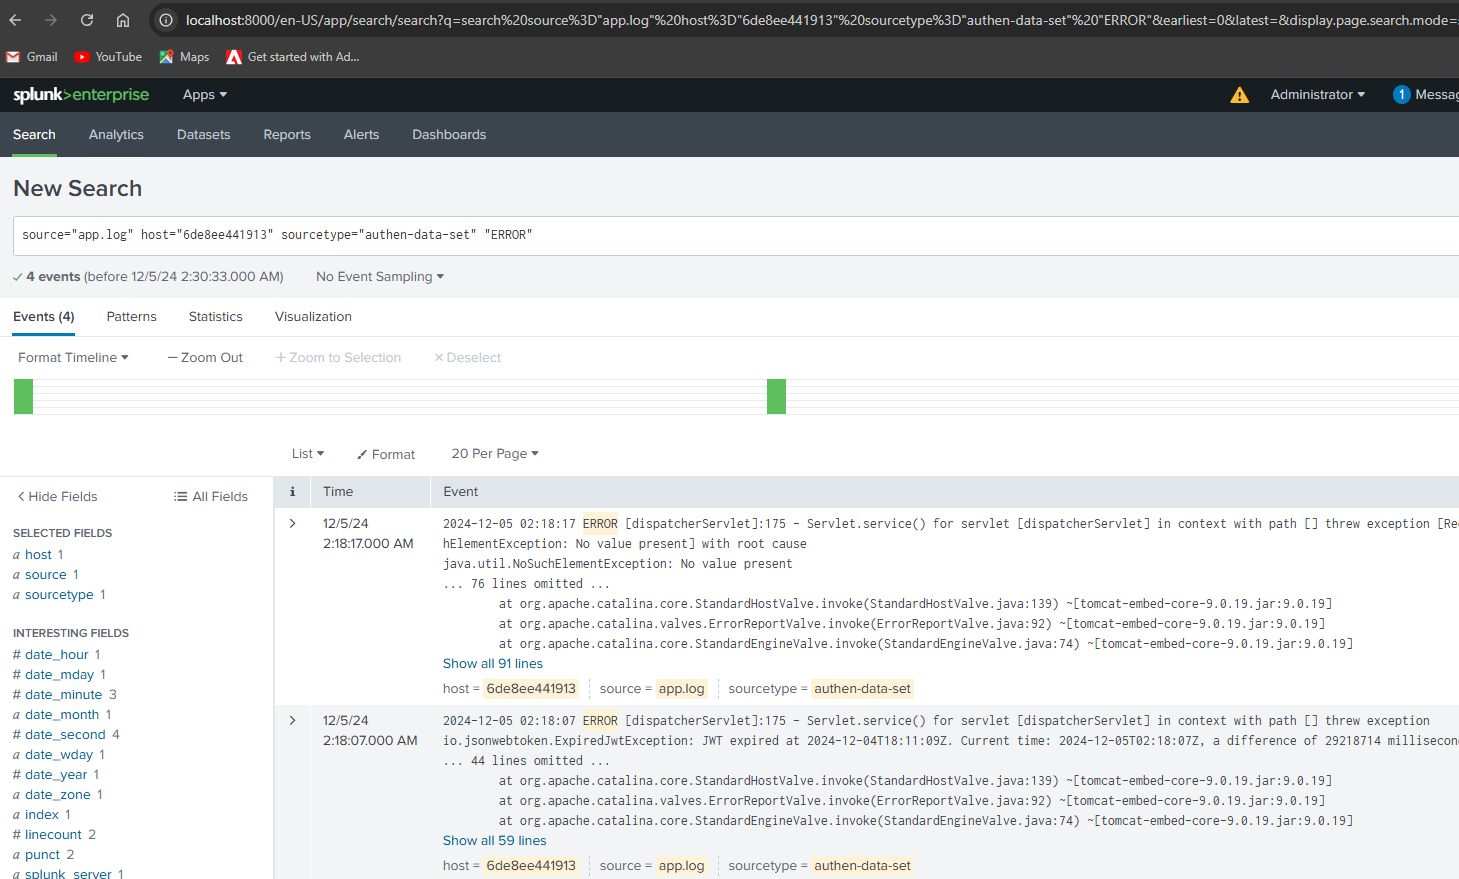 localhost:8000/en-US/app/search/search?q=search%20source%3D"app.log"%20host%3D"6de8ee441913"%20sourcetype%3D"authen-data-set"%20"ERROR"&earliest=0&latest=&display.page.search.mode=
Gmail YouTube Maps Get started with Ad...
splunk>enterprise Apps Administrator 1 Messag
Search Analytics Datasets Reports Alerts Dashboards
New Search
source="app.log" host="6de8ee441913" sourcetype="authen-data-set" "ERROR"
✓ 4 events (before 12/5/24 2:30:33.000 AM) No Event Sampling
Events (4) Patterns Statistics Visualization
Format Timeline — Zoom Out + Zoom to Selection × Deselect
List Format 20 Per Page
< Hide Fields All Fields
SELECTED FIELDS
a host 1
a source 1
a sourcetype 1
INTERESTING FIELDS
# date_hour 1
# date_mday 1
# date_minute 3
a date_month 1
# date_second 4
a date_wday 1
# date_year 1
a date_zone 1
a index 1
# linecount 2
a punct 2
a splunk_server 1
i Time Event
12/5/24
2:18:17.000 AM
2024-12-05 02:18:17 ERROR [dispatcherServlet]:175 - Servlet.service() for servlet [dispatcherServlet] in context with path [] threw exception [Re
hElementException: No value present] with root cause
java.util.NoSuchElementException: No value present
... 76 lines omitted ...
at org.apache.catalina.core.StandardHostValve.invoke(StandardHostValve.java:139) ~[tomcat-embed-core-9.0.19.jar:9.0.19]
at org.apache.catalina.valves.ErrorReportValve.invoke(ErrorReportValve.java:92) ~[tomcat-embed-core-9.0.19.jar:9.0.19]
at org.apache.catalina.core.StandardEngineValve.invoke(StandardEngineValve.java:74) ~[tomcat-embed-core-9.0.19.jar:9.0.19]
Show all 91 lines
host = 6de8ee441913 source = app.log sourcetype = authen-data-set
12/5/24
2:18:07.000 AM
2024-12-05 02:18:07 ERROR [dispatcherServlet]:175 - Servlet.service() for servlet [dispatcherServlet] in context with path [] threw exception
io.jsonwebtoken.ExpiredJwtException: JWT expired at 2024-12-04T18:11:09Z. Current time: 2024-12-05T02:18:07Z, a difference of 29218714 millisecon
... 44 lines omitted ...
at org.apache.catalina.core.StandardHostValve.invoke(StandardHostValve.java:139) ~[tomcat-embed-core-9.0.19.jar:9.0.19]
at org.apache.catalina.valves.ErrorReportValve.invoke(ErrorReportValve.java:92) ~[tomcat-embed-core-9.0.19.jar:9.0.19]
at org.apache.catalina.core.StandardEngineValve.invoke(StandardEngineValve.java:74) ~[tomcat-embed-core-9.0.19.jar:9.0.19]
Show all 59 lines
host = 6de8ee441913 source = app.log sourcetype = authen-data-set